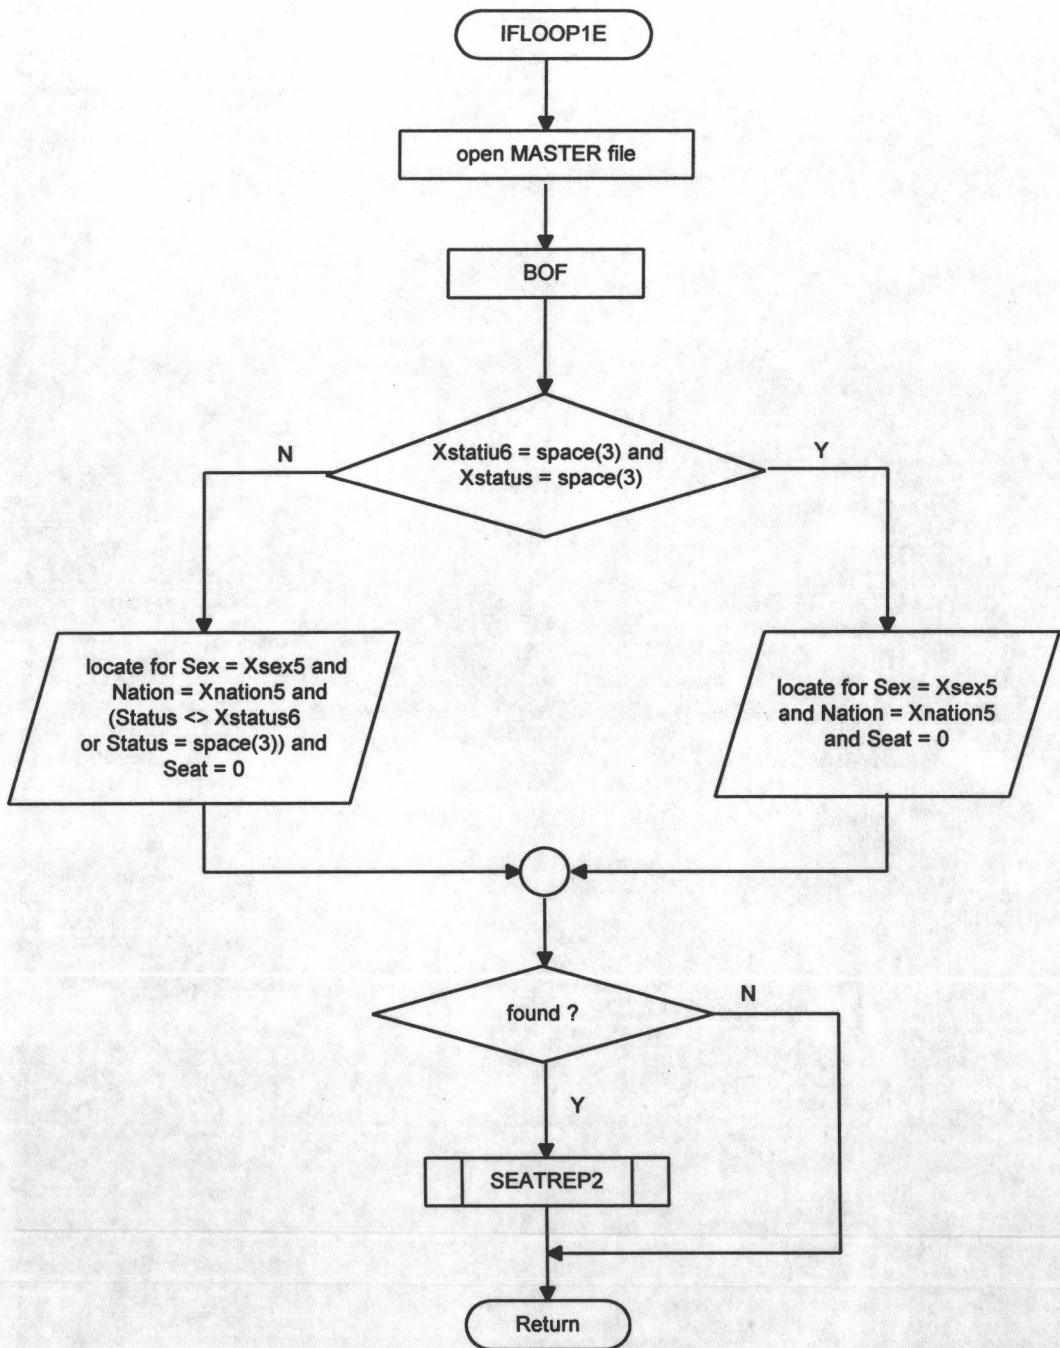 IFLOOP1E
open MASTER file
BOF
Xstatiu6 = space(3) and
Xstatus = space(3)
N
Y
locate for Sex = Xsex5 and
Nation = Xnation5 and
(Status <> Xstatus6
or Status = space(3)) and
Seat = 0
locate for Sex = Xsex5
and Nation = Xnation5
and Seat = 0
found ?
N
Y
SEATREP2
Return